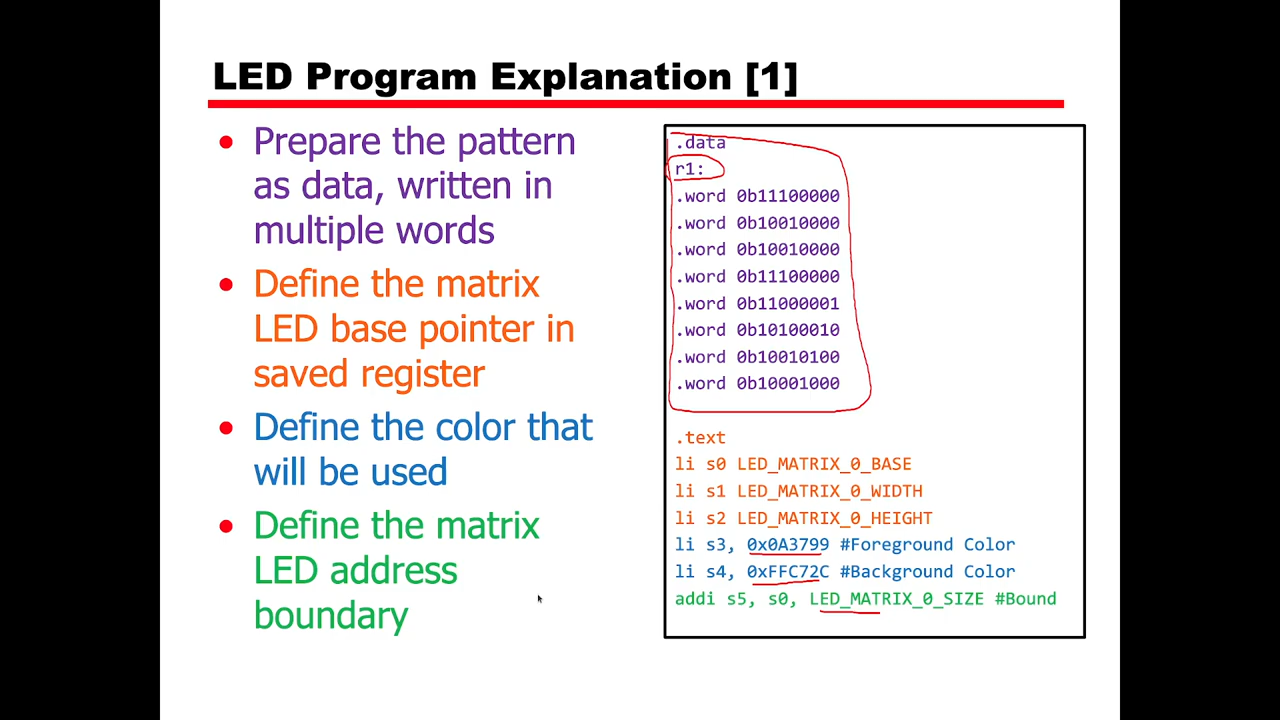 LED Program Explanation [1]
• Prepare the pattern
as data, written in
multiple words
• Define the matrix
LED base pointer in
saved register
• Define the color that
will be used
• Define the matrix
LED address
boundary
.data
r1:
.word 0b11100000
.word 0b10010000
.word 0b10010000
.word 0b11100000
.word 0b11000001
.word 0b10100010
.word 0b10010100
.word 0b10001000
.text
li s0 LED_MATRIX_0_BASE
li s1 LED_MATRIX_0_WIDTH
li s2 LED_MATRIX_0_HEIGHT
li s3, 0x0A3799 #Foreground Color
li s4, 0xFFC72C #Background Color
addi s5, s0, LED_MATRIX_0_SIZE #Bound